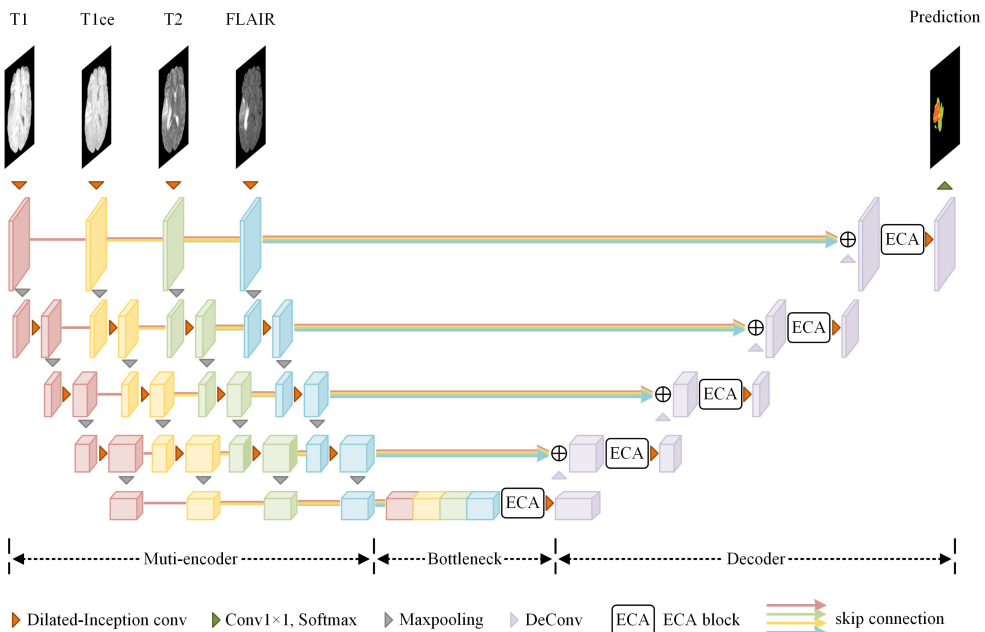 T1 T1ce T2 FLAIR Prediction
ECA
ECA
ECA
ECA
ECA
Muti-encoder Bottleneck Decoder
Dilated-Inception conv Conv1×1, Softmax Maxpooling DeConv ECA ECA block skip connection